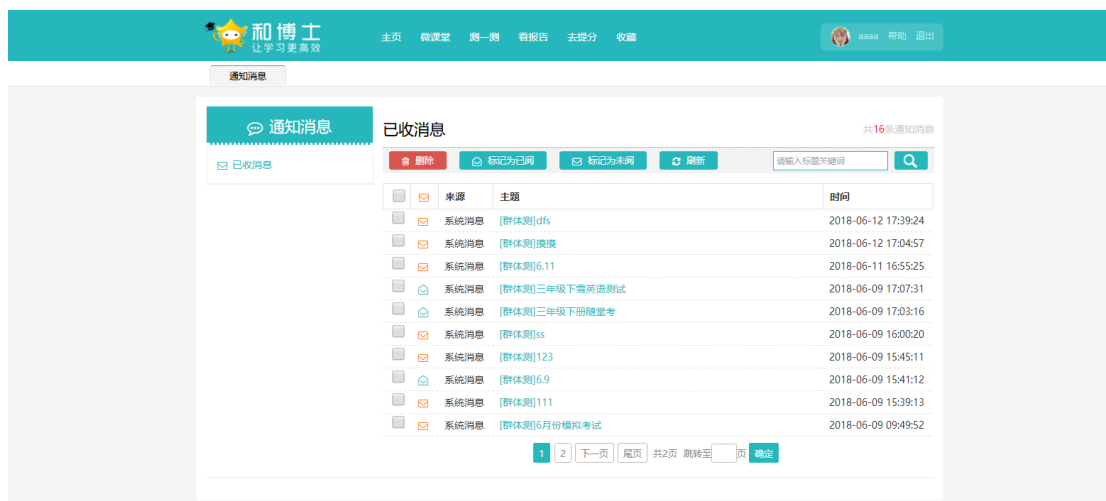 和博士
让学习更高效
主页 微课堂 测一测 看报告 去提分 收藏
aaaa 帮助 退出
通知消息
通知消息
已收消息
已收消息
共16条通知消息
删除 标记为已阅 标记为未阅 刷新 请输入标题关键词
来源 主题 时间
系统消息 [群体测]dfs 2018-06-12 17:39:24
系统消息 [群体测]摸摸 2018-06-12 17:04:57
系统消息 [群体测]6.11 2018-06-11 16:55:25
系统消息 [群体测]三年级下雪英语测试 2018-06-09 17:07:31
系统消息 [群体测]三年级下册随堂考 2018-06-09 17:03:16
系统消息 [群体测]ss 2018-06-09 16:00:20
系统消息 [群体测]123 2018-06-09 15:45:11
系统消息 [群体测]6.9 2018-06-09 15:41:12
系统消息 [群体测]111 2018-06-09 15:39:13
系统消息 [群体测]6月份模拟考试 2018-06-09 09:49:52
1 2 下一页 尾页 共2页 跳转至 页 确定